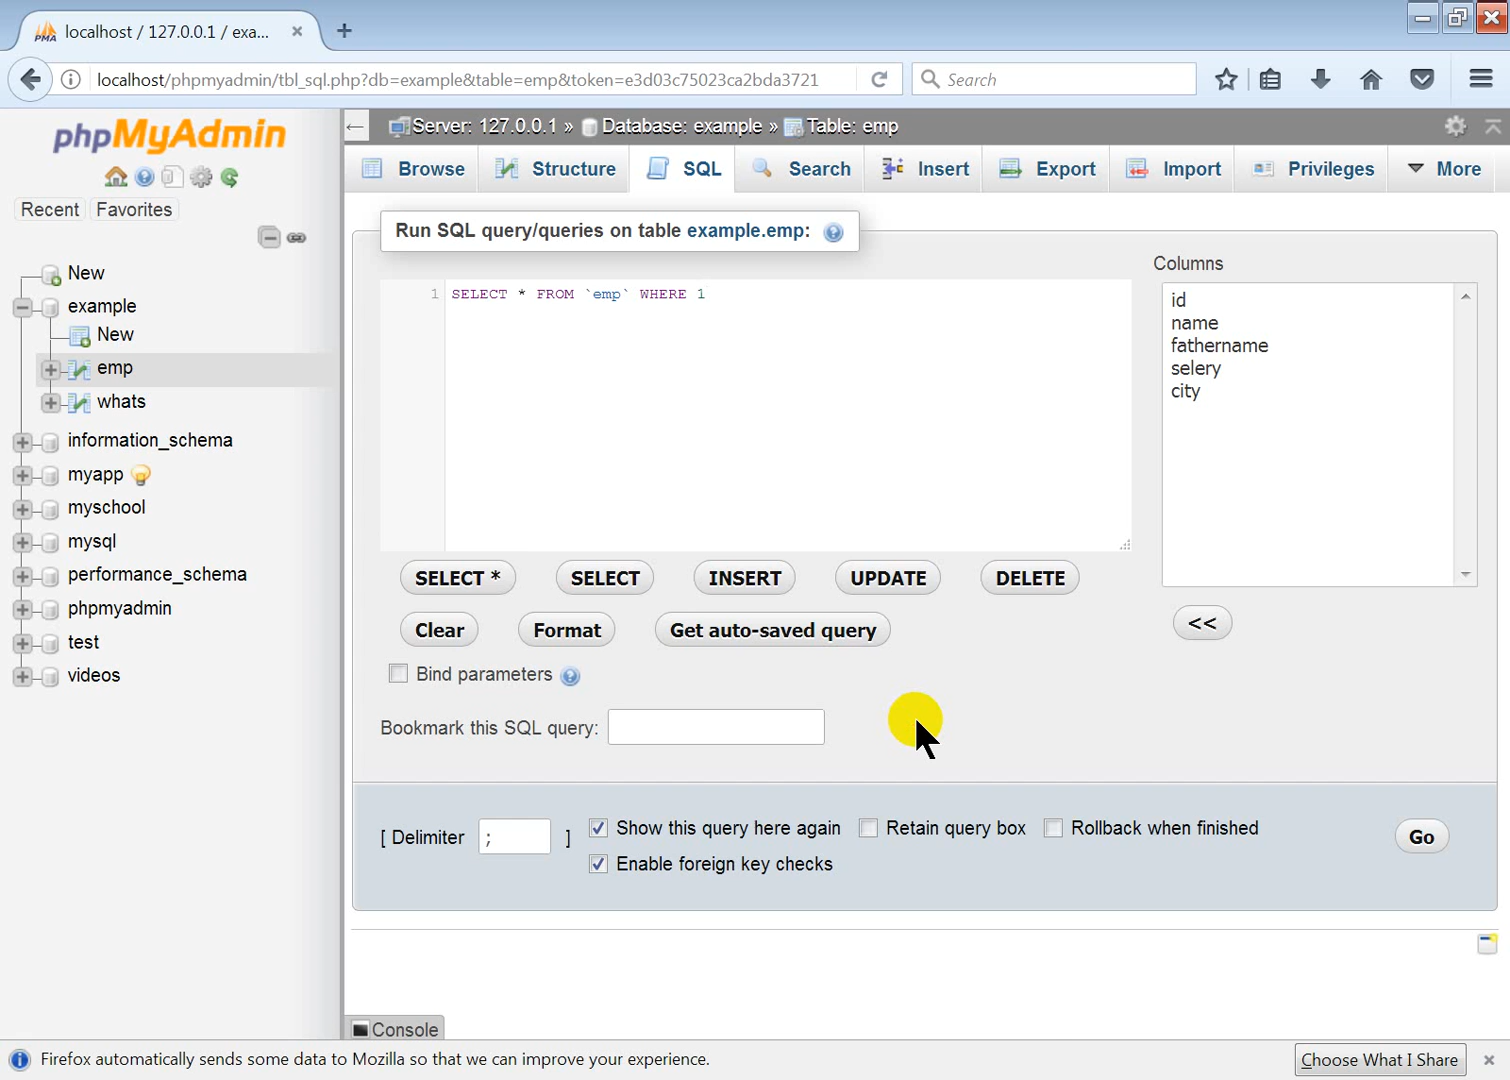 localhost / 127.0.0.1 / exa...
localhost/phpmyadmin/tbl_sql.php?db=example&table=emp&token=e3d03c75023ca2bda3721
Search
phpMyAdmin
Recent
Favorites
New
example
New
emp
whats
information_schema
myapp
myschool
mysql
performance_schema
phpmyadmin
test
videos
Server: 127.0.0.1 » Database: example » Table: emp
Browse
Structure
SQL
Search
Insert
Export
Import
Privileges
More
Run SQL query/queries on table example.emp:
1 SELECT * FROM `emp` WHERE 1
Columns
id
name
fathername
selery
city
SELECT *
SELECT
INSERT
UPDATE
DELETE
<<
Clear
Format
Get auto-saved query
Bind parameters
Bookmark this SQL query:
[ Delimiter ; ]
Show this query here again
Retain query box
Rollback when finished
Enable foreign key checks
Go
Console
Firefox automatically sends some data to Mozilla so that we can improve your experience.
Choose What I Share